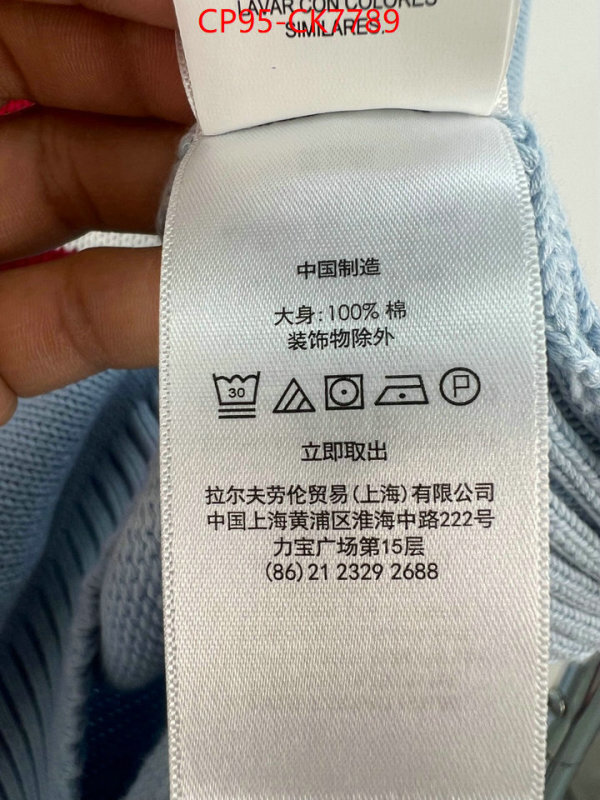 CP95-CK7789
LAVAR CON COLORES
SIMILARES.
中国制造
大身:100% 棉
装饰物除外
30
P
立即取出
拉尔夫劳伦贸易(上海)有限公司
中国上海黄浦区淮海中路222号
力宝广场第15层
(86)21 2329 2688